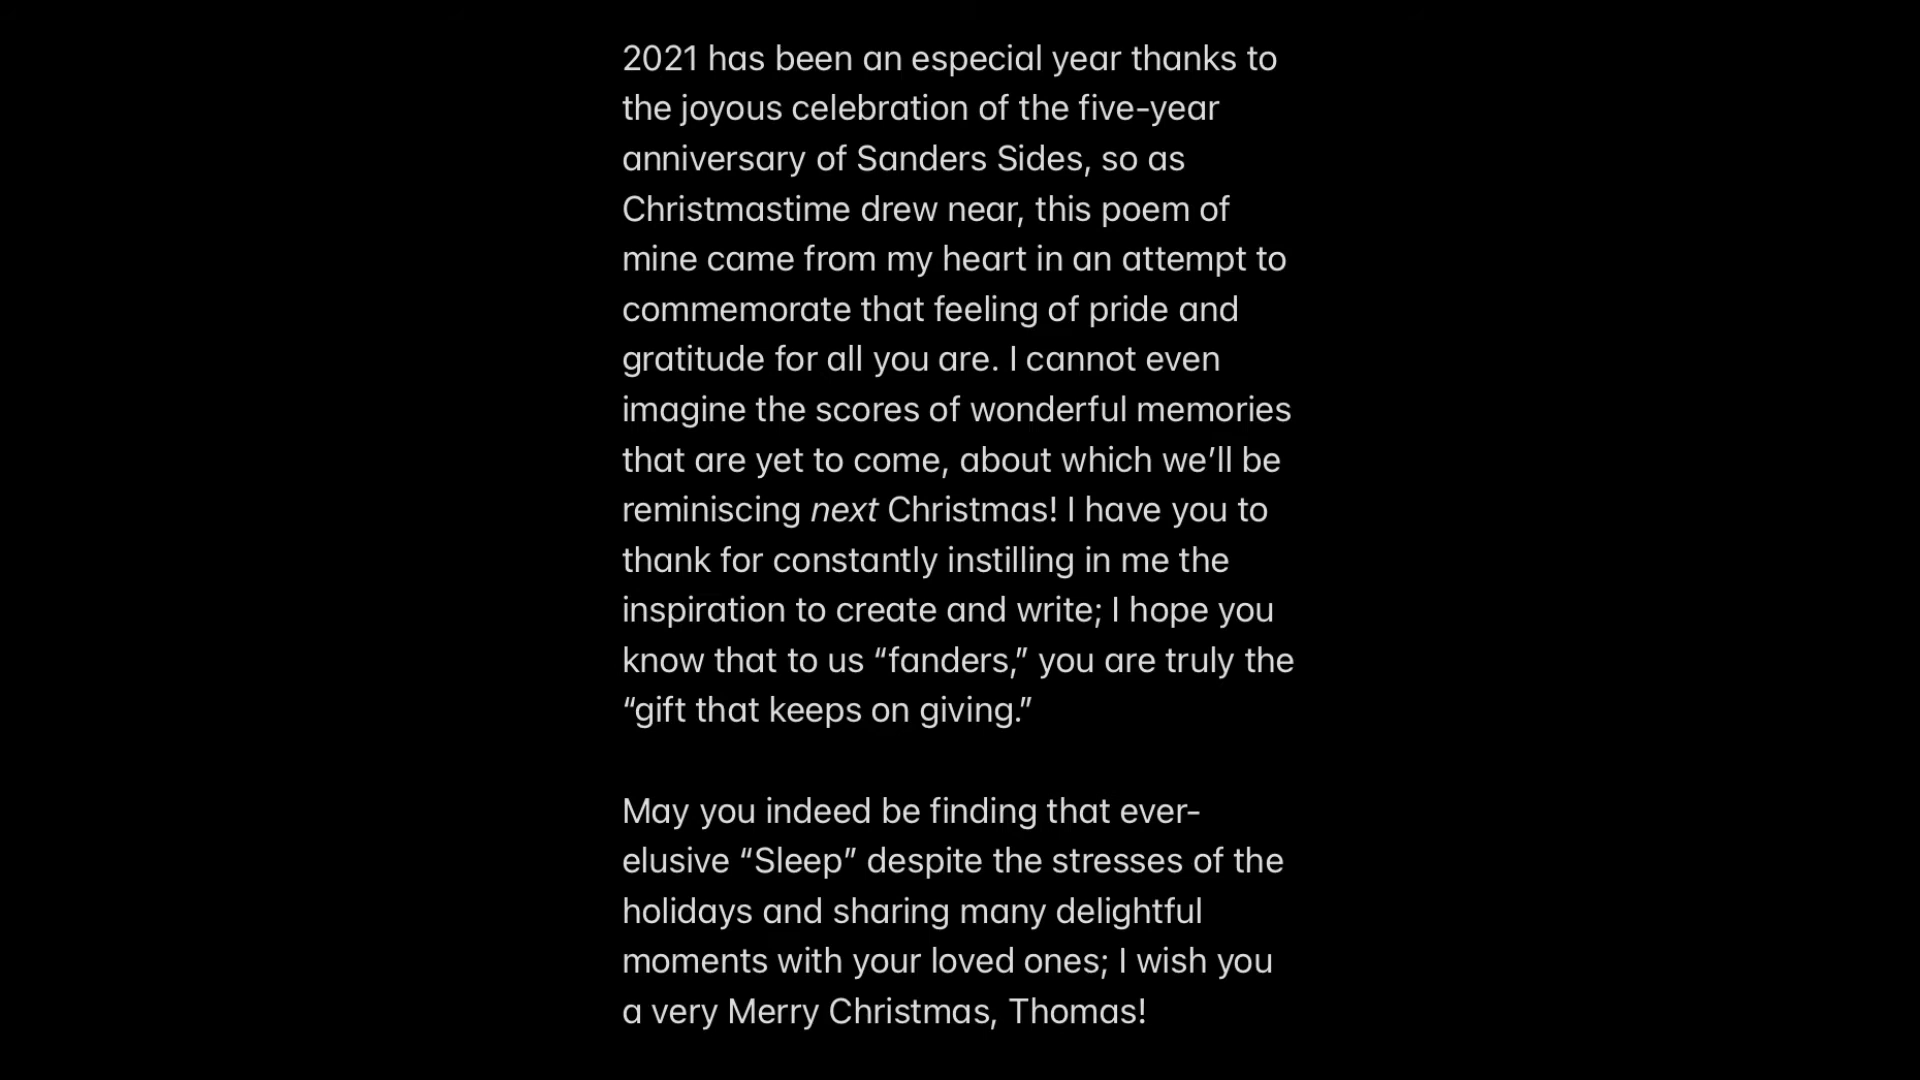 2021 has been an especial year thanks to
the joyous celebration of the five-year
anniversary of Sanders Sides, so as
Christmastime drew near, this poem of
mine came from my heart in an attempt to
commemorate that feeling of pride and
gratitude for all you are. I cannot even
imagine the scores of wonderful memories
that are yet to come, about which we’ll be
reminiscing next Christmas! I have you to
thank for constantly instilling in me the
inspiration to create and write; I hope you
know that to us “fanders,” you are truly the
“gift that keeps on giving.”
May you indeed be finding that ever-
elusive “Sleep” despite the stresses of the
holidays and sharing many delightful
moments with your loved ones; I wish you
a very Merry Christmas, Thomas!